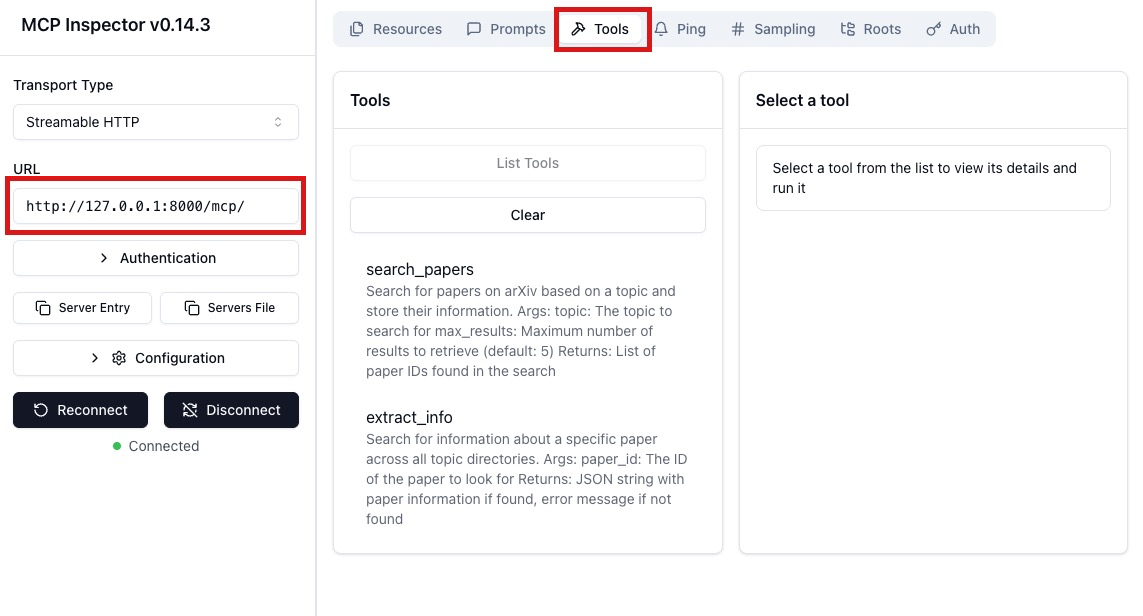 MCP Inspector v0.14.3
Transport Type
Streamable HTTP
URL
http://127.0.0.1:8000/mcp/
Authentication
Server Entry
Servers File
Configuration
Reconnect
Disconnect
Connected
Resources
Prompts
Tools
Ping
Sampling
Roots
Auth
Tools
List Tools
Clear
search_papers
Search for papers on arXiv based on a topic and
store their information. Args: topic: The topic to
search for max_results: Maximum number of
results to retrieve (default: 5) Returns: List of
paper IDs found in the search
extract_info
Search for information about a specific paper
across all topic directories. Args: paper_id: The ID
of the paper to look for Returns: JSON string with
paper information if found, error message if not
found
Select a tool
Select a tool from the list to view its details and
run it